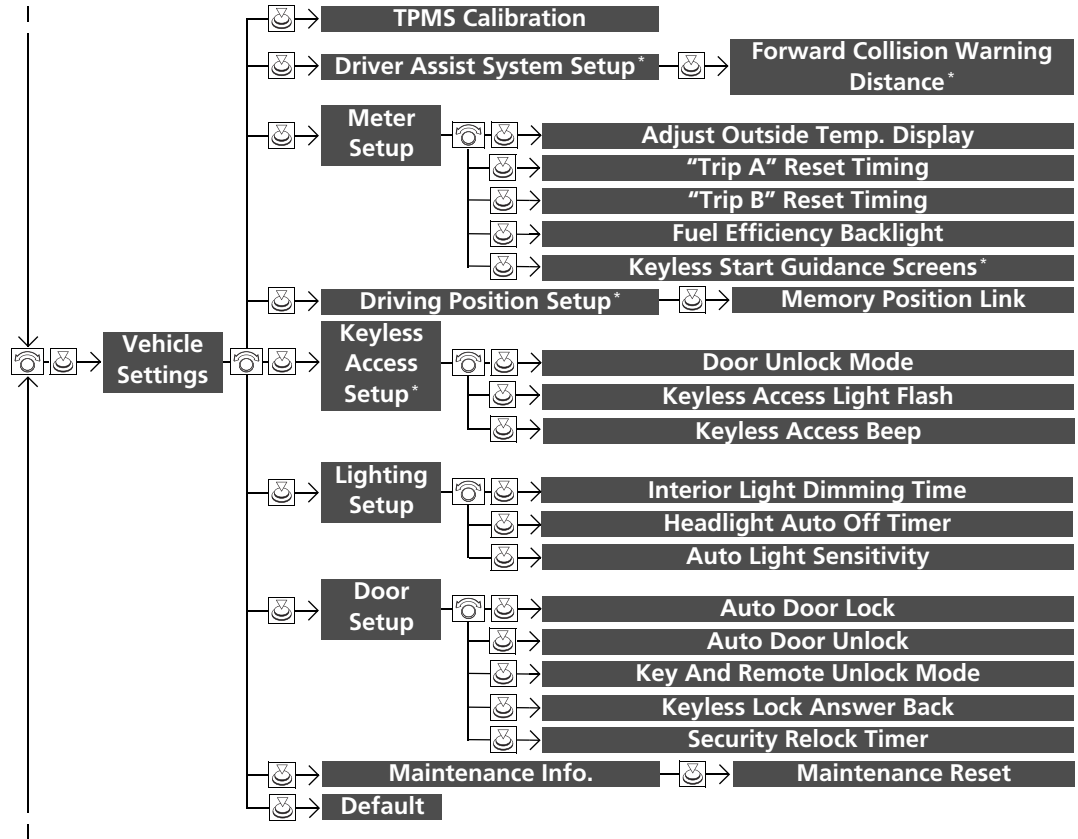 TPMS Calibration
Driver Assist System Setup*
Forward Collision Warning
Distance*
Meter
Setup
Adjust Outside Temp. Display
“Trip A” Reset Timing
“Trip B” Reset Timing
Fuel Efficiency Backlight
Keyless Start Guidance Screens*
Driving Position Setup*
Memory Position Link
Vehicle
Settings
Keyless
Access
Setup*
Door Unlock Mode
Keyless Access Light Flash
Keyless Access Beep
Lighting
Setup
Interior Light Dimming Time
Headlight Auto Off Timer
Auto Light Sensitivity
Door
Setup
Auto Door Lock
Auto Door Unlock
Key And Remote Unlock Mode
Keyless Lock Answer Back
Security Relock Timer
Maintenance Info.
Maintenance Reset
Default